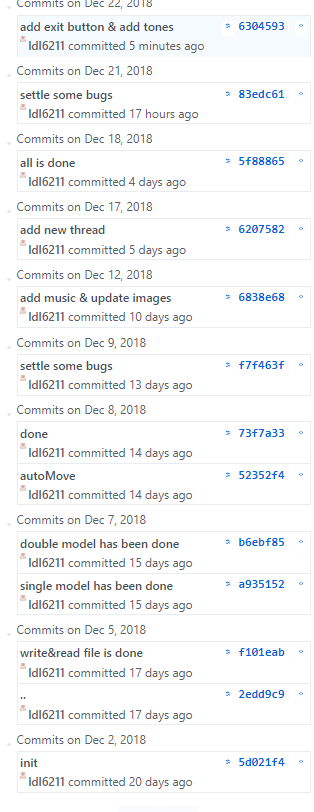 Commits on Dec 22, 2018
add exit button & add tones 6304593
ldl6211 committed 5 minutes ago
Commits on Dec 21, 2018
settle some bugs 83edc61
ldl6211 committed 17 hours ago
Commits on Dec 18, 2018
all is done 5f88865
ldl6211 committed 4 days ago
Commits on Dec 17, 2018
add new thread 6207582
ldl6211 committed 5 days ago
Commits on Dec 12, 2018
add music & update images 6838e68
ldl6211 committed 10 days ago
Commits on Dec 9, 2018
settle some bugs f7f463f
ldl6211 committed 13 days ago
Commits on Dec 8, 2018
done 73f7a33
ldl6211 committed 14 days ago
autoMove 52352f4
ldl6211 committed 14 days ago
Commits on Dec 7, 2018
double model has been done b6ebf85
ldl6211 committed 15 days ago
single model has been done a935152
ldl6211 committed 15 days ago
Commits on Dec 5, 2018
write&read file is done f101eab
ldl6211 committed 17 days ago
.. 2edd9c9
ldl6211 committed 17 days ago
Commits on Dec 2, 2018
init 5d021f4
ldl6211 committed 20 days ago